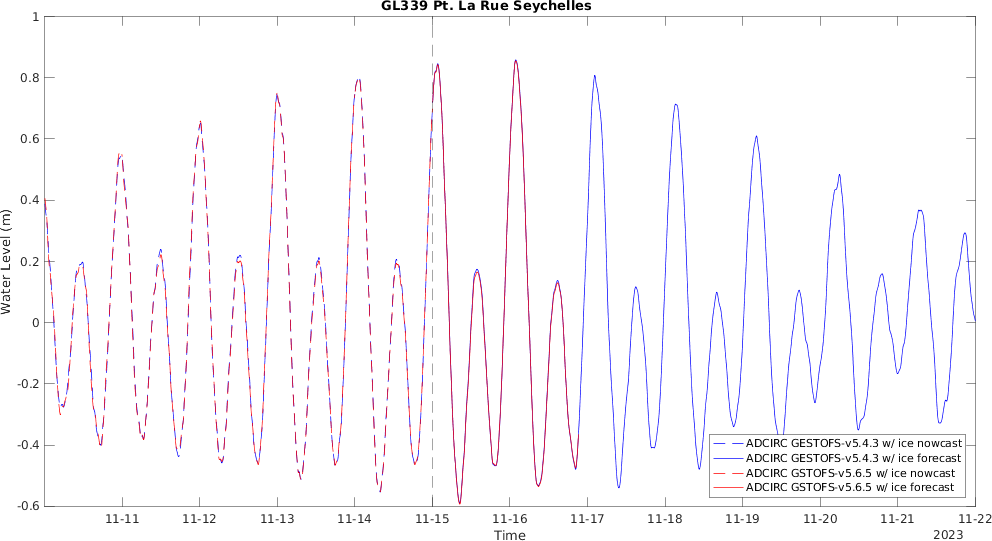 GL339 Pt. La Rue Seychelles
1
0.8
0.6
0.4
0.2
0
-0.2
-0.4
-0.6
Water Level (m)
ADCIRC GESTOFS-v5.4.3 w/ ice nowcast
ADCIRC GESTOFS-v5.4.3 w/ ice forecast
ADCIRC GSTOFS-v5.6.5 w/ ice nowcast
ADCIRC GSTOFS-v5.6.5 w/ ice forecast
11-11 11-12 11-13 11-14 11-15 11-16 11-17 11-18 11-19 11-20 11-21 11-22
Time
2023